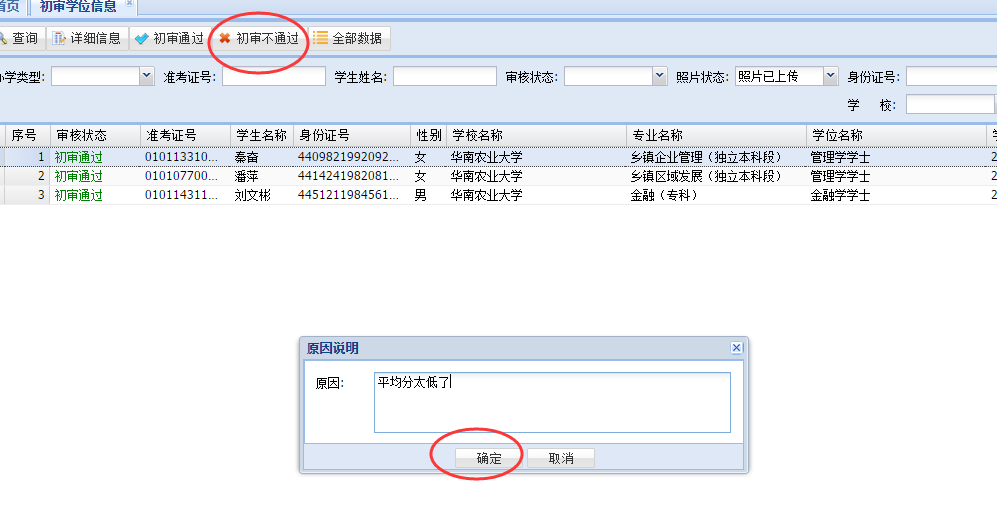 首页 初审学位信息
查询 详细信息 初审通过 初审不通过 全部数据
学类型: 准考证号: 学生姓名: 审核状态: 照片状态: 照片已上传 身份证号:
学 校:
序号 审核状态 准考证号 学生名称 身份证号 性别 学校名称 专业名称 学位名称
1 初审通过 010113310... 秦奋 4409821992092... 女 华南农业大学 乡镇企业管理（独立本科段） 管理学学士 2
2 初审通过 010107700... 潘萍 4414241982081... 女 华南农业大学 乡镇区域发展（独立本科段） 管理学学士 2
3 初审通过 010114311... 刘文彬 4451211984561... 男 华南农业大学 金融（专科） 金融学学士 2
原因说明
原因: 平均分太低了
确定 取消